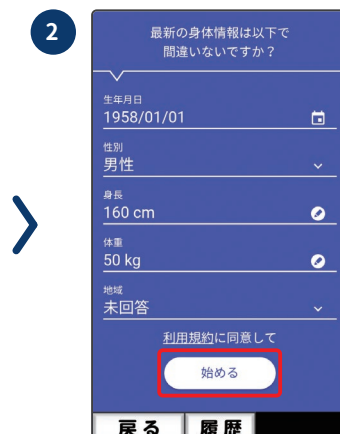 2
最新の身体情報は以下で
間違いないですか？
生年月日
1958/01/01
性別
男性
身長
160 cm
体重
50 kg
地域
未回答
利用規約に同意して
始める
戻る 履歴